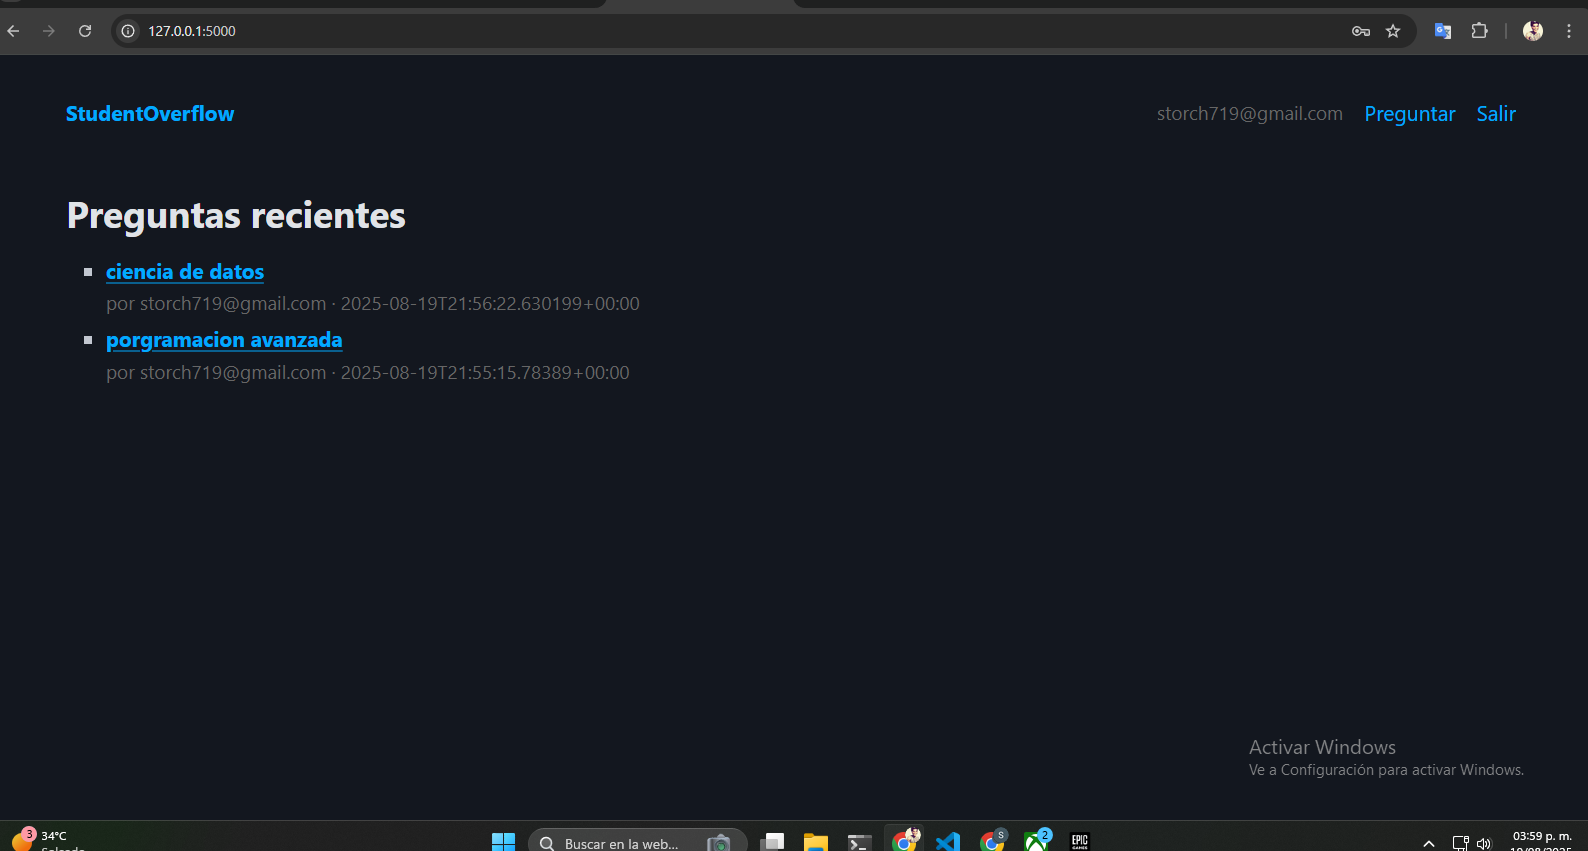 127.0.0.1:5000
StudentOverflow
storch719@gmail.com Preguntar Salir
Preguntas recientes
ciencia de datos
por storch719@gmail.com · 2025-08-19T21:56:22.630199+00:00
porgramacion avanzada
por storch719@gmail.com · 2025-08-19T21:55:15.78389+00:00
Activar Windows
Ve a Configuración para activar Windows.
3
34°C
Buscar en la web...
S
2
EPIC
GAMES
03:59 p. m.